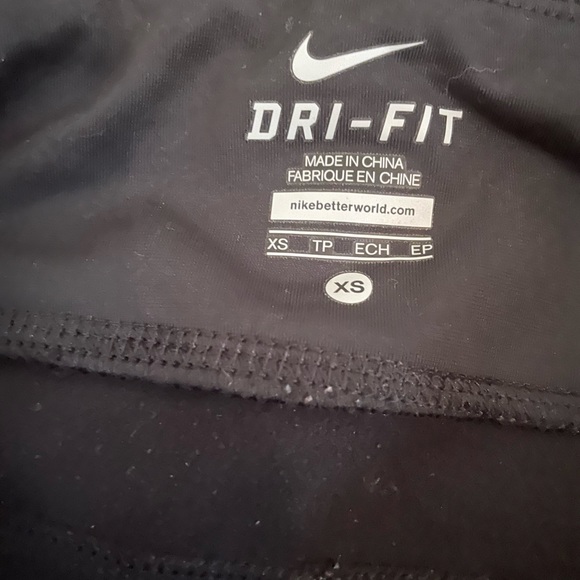 DRI-FIT
MADE IN CHINA
FABRIQUE EN CHINE
nikebetterworld.com
XS TP ECH EP
XS